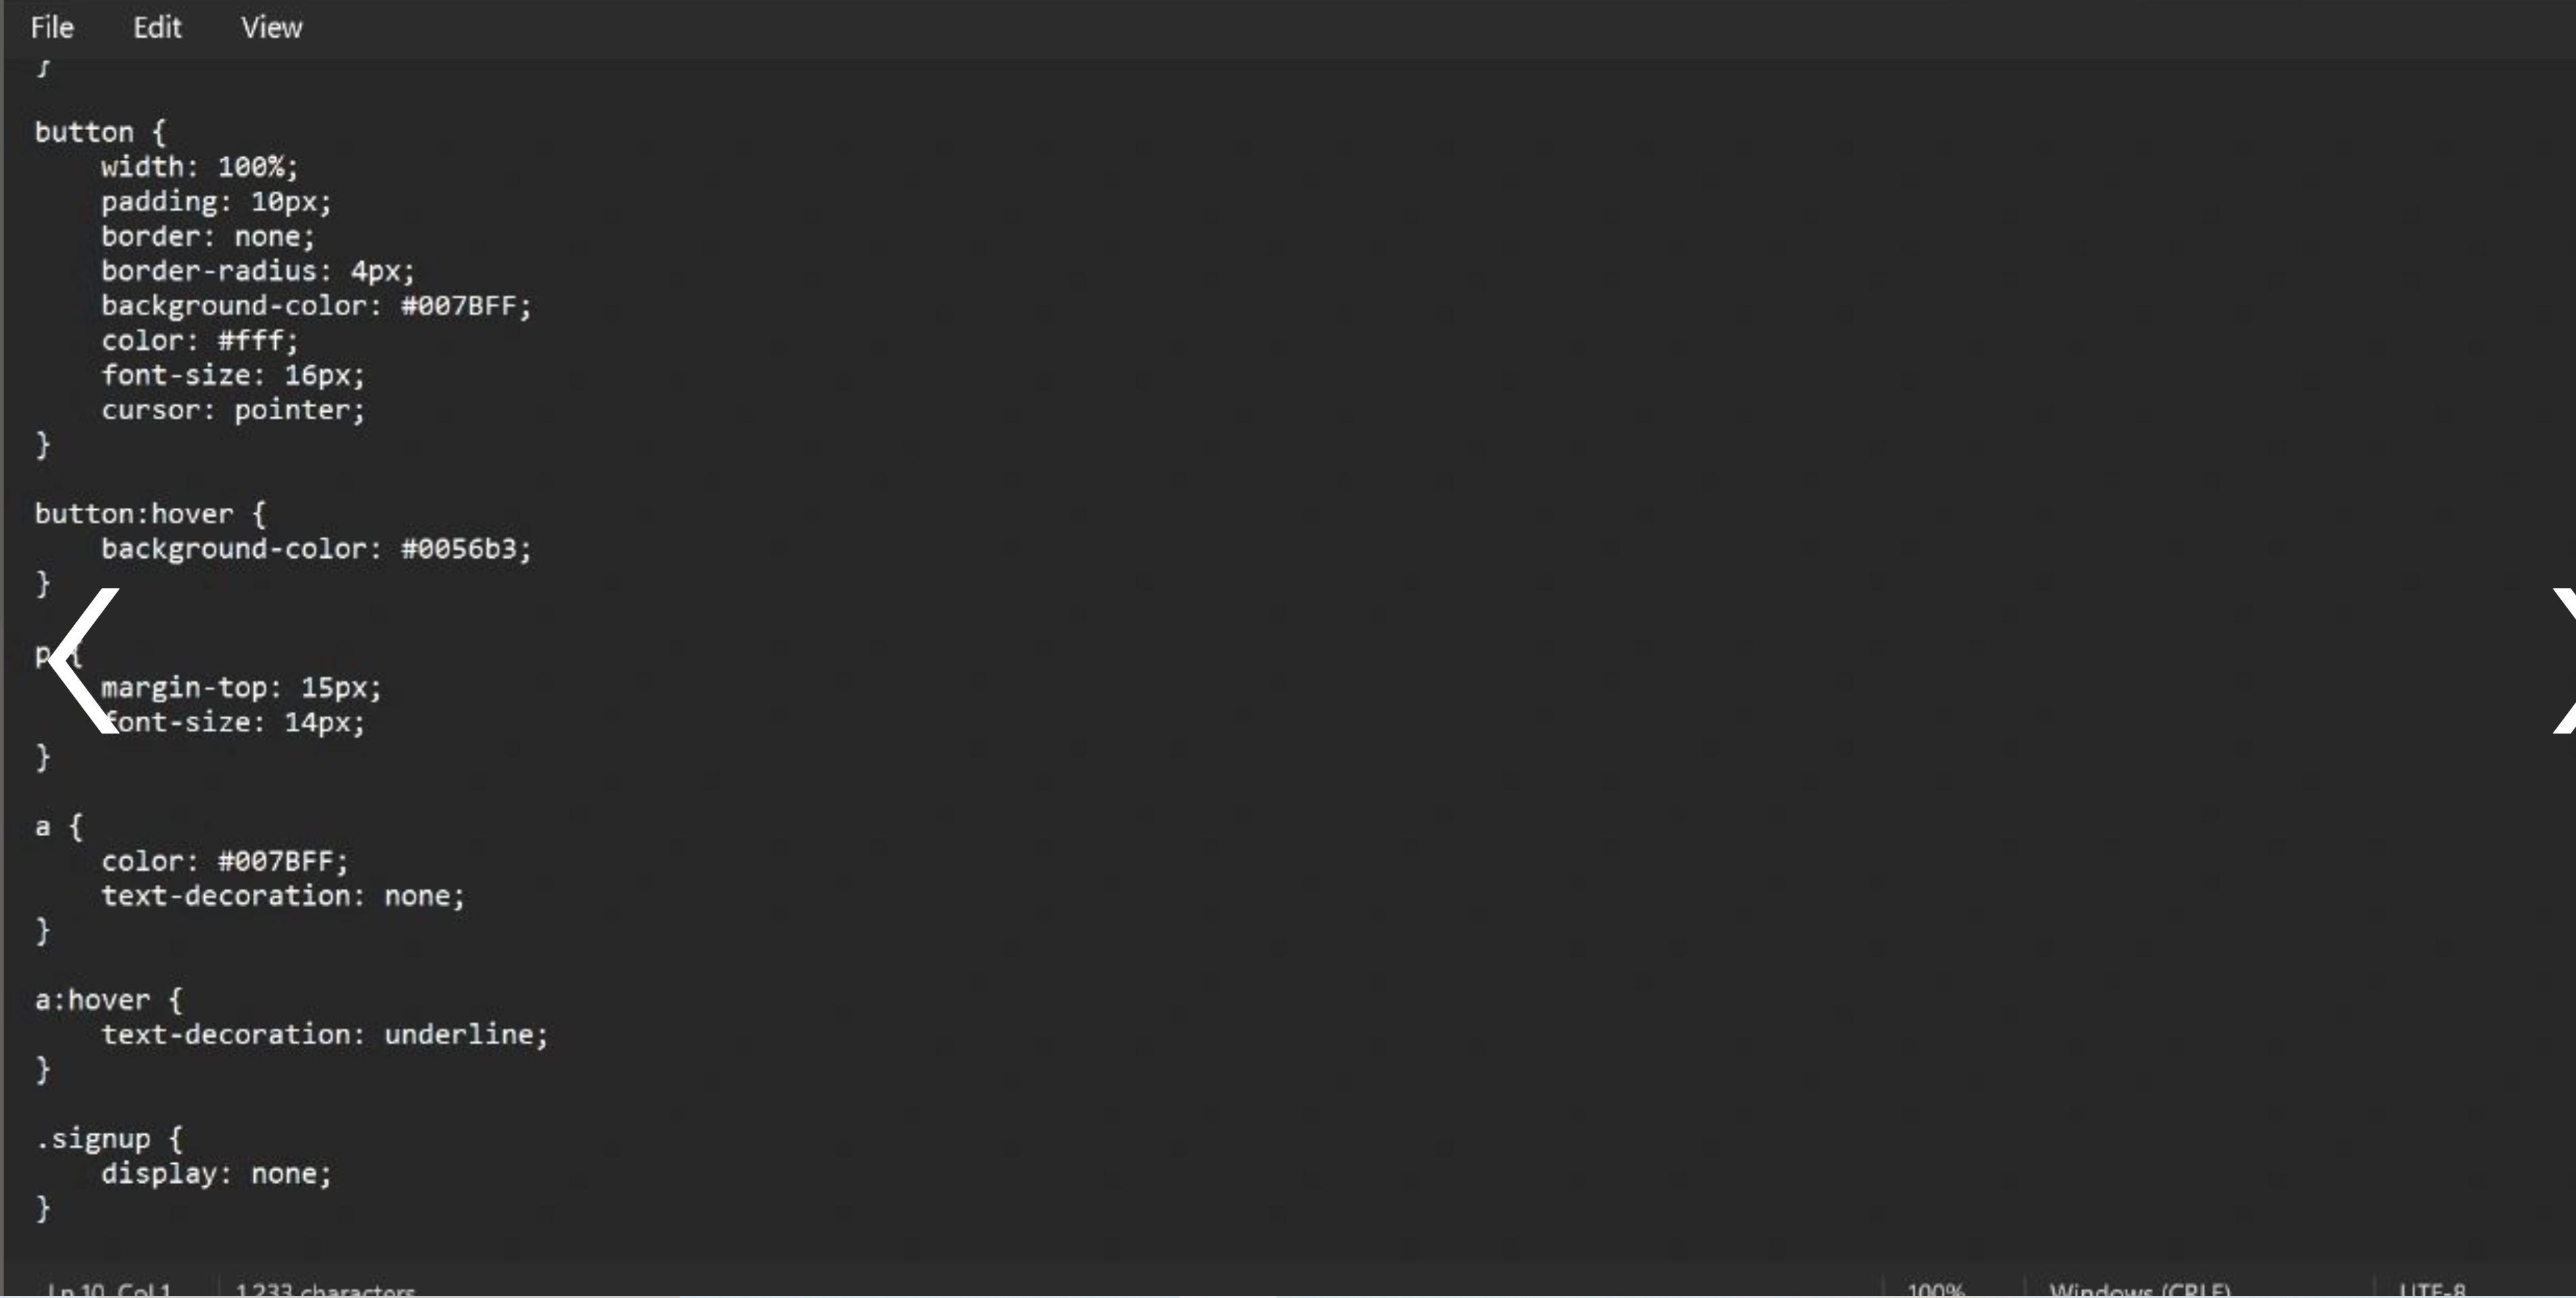 File Edit View
}
button {
    width: 100%;
    padding: 10px;
    border: none;
    border-radius: 4px;
    background-color: #007BFF;
    color: #fff;
    font-size: 16px;
    cursor: pointer;
}
button:hover {
    background-color: #0056b3;
}
p {
    margin-top: 15px;
    font-size: 14px;
}
a {
    color: #007BFF;
    text-decoration: none;
}
a:hover {
    text-decoration: underline;
}
.signup {
    display: none;
}
Ln 10, Col 1 1,233 characters 100% Windows (CRLF) UTF-8